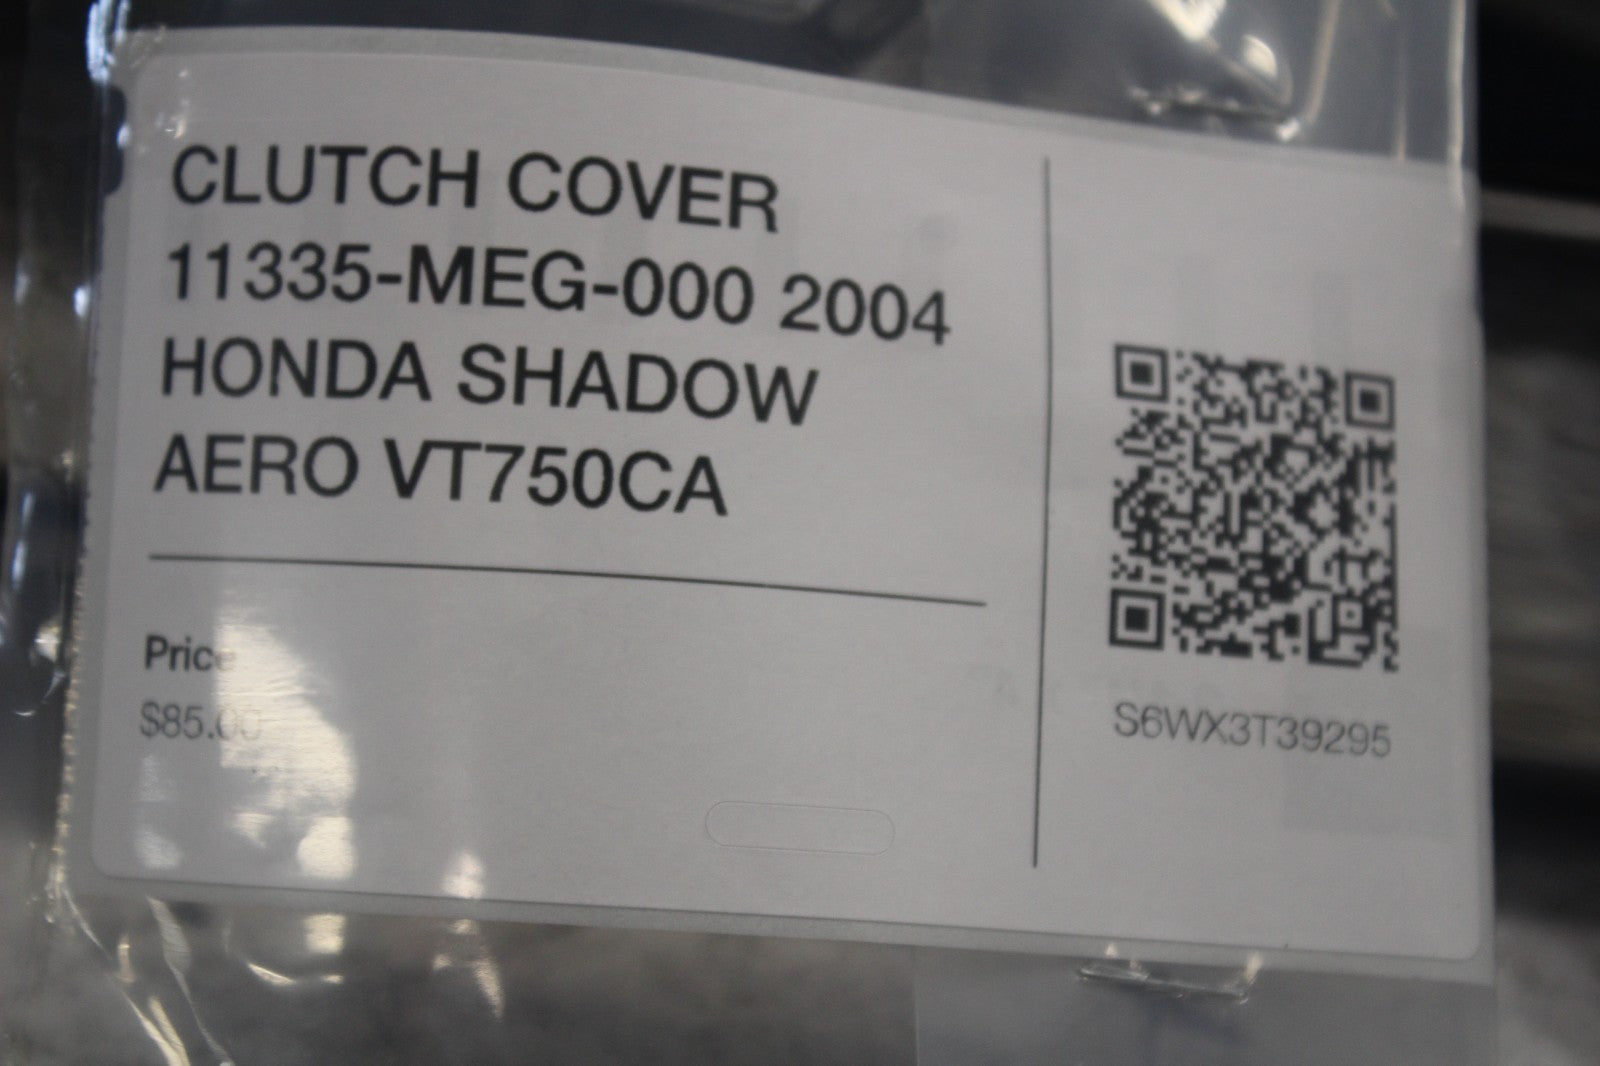 CLUTCH COVER
11335-MEG-000 2004
HONDA SHADOW
AERO VT750CA
Price
$85.00
S6WX3T39295